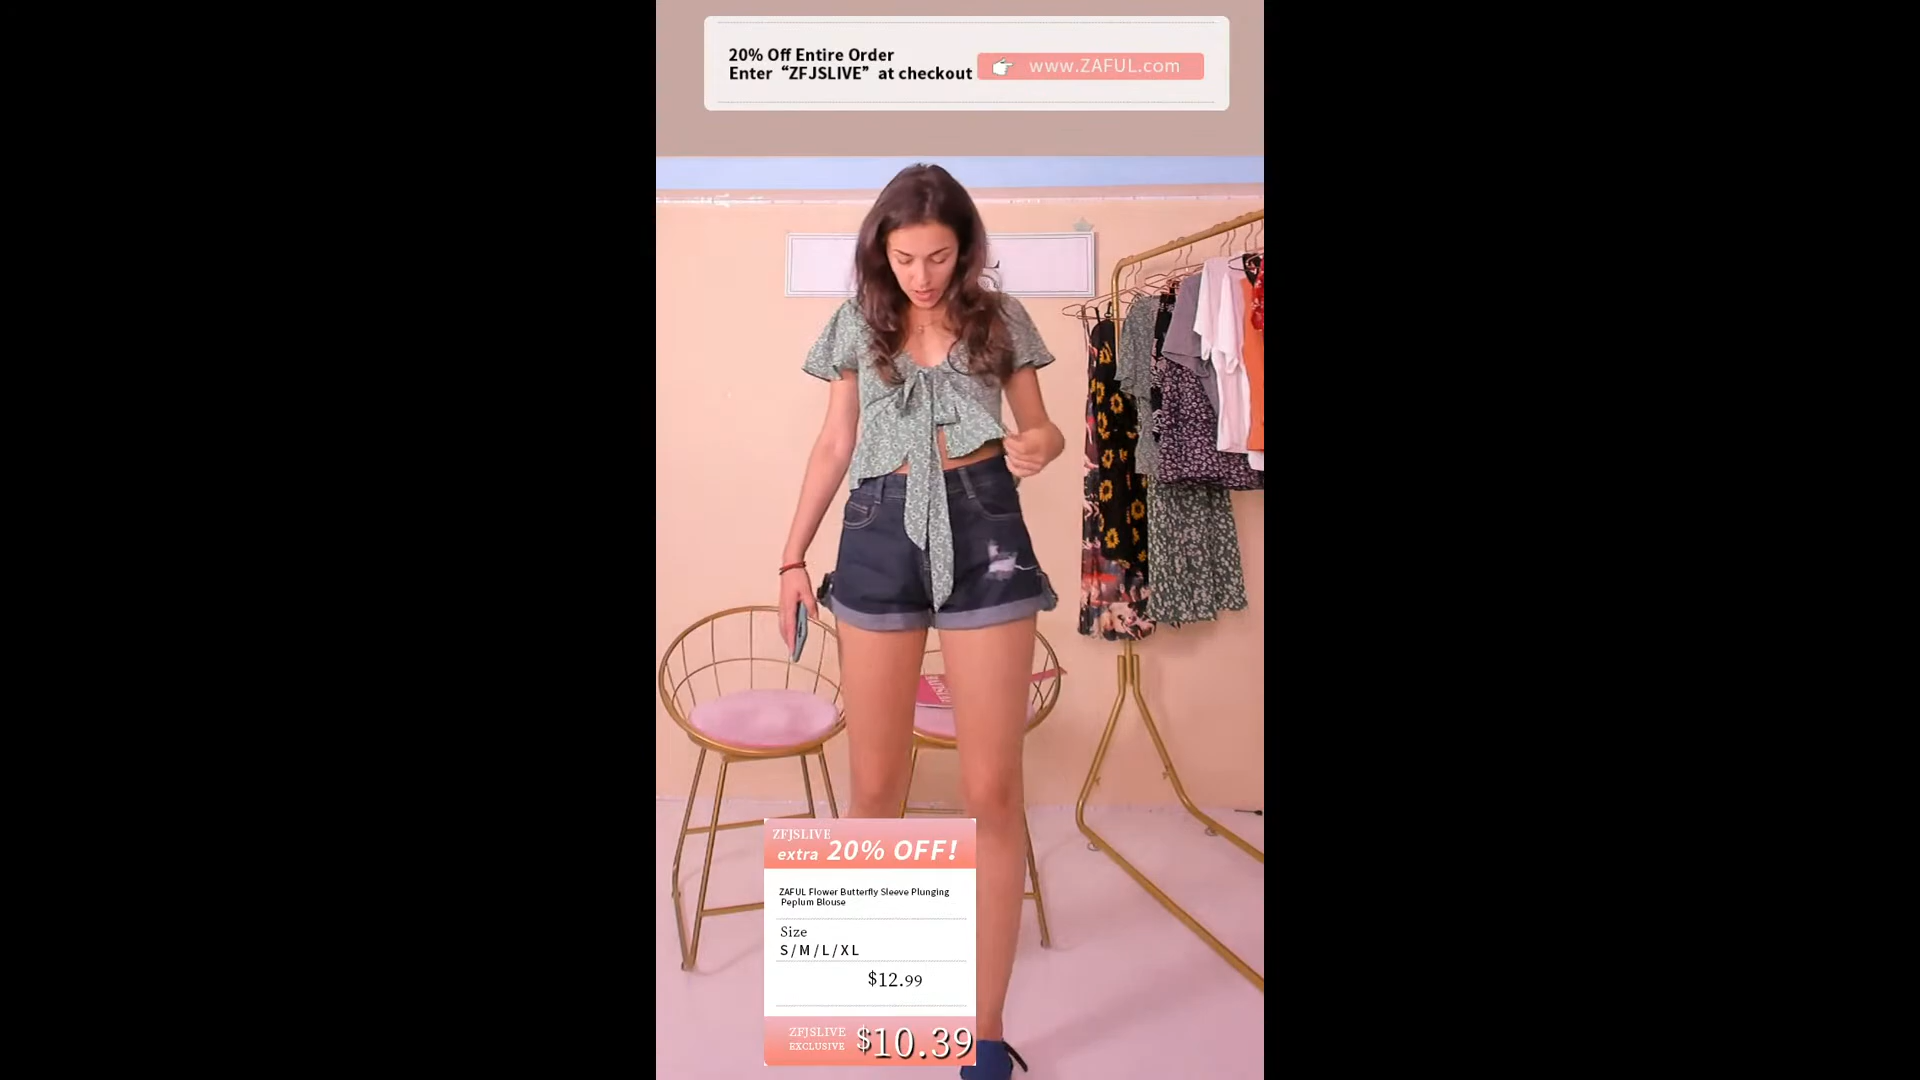 20% Off Entire Order
Enter “ZFJSLIVE” at checkout
www.ZAFUL.com
ZFJSLIVE
extra 20% OFF!
ZAFUL Flower Butterfly Sleeve Plunging
Peplum Blouse
Size
S/M/L/XL
$12.99
ZFJSLIVE
EXCLUSIVE
$10.39